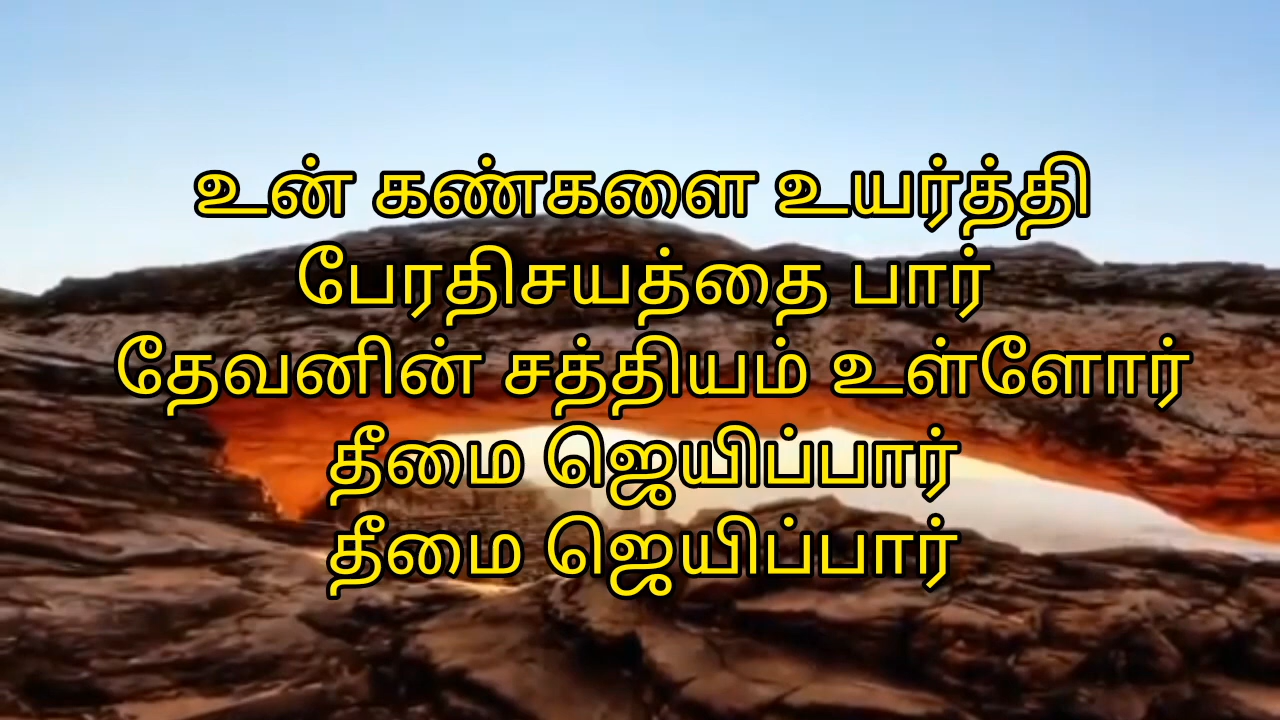 உன் கண்களை உயர்த்தி
பேரதிசயத்தை பார்
தேவனின் சத்தியம் உள்ளோர்
தீமை ஜெயிப்பார்
தீமை ஜெயிப்பார்